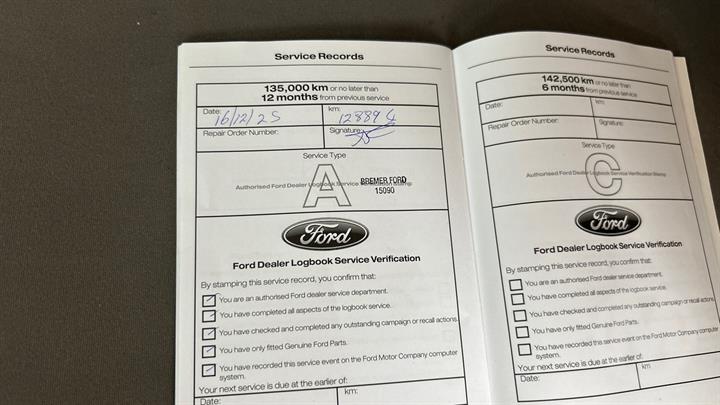 Service Records
135,000 km or no later than
12 months from previous service
Date: 16/12/25 km: 128894
Repair Order Number: Signature:
Service Type
A
Authorised Ford Dealer Logbook Service Verification Stamp
BREMER FORD
15090
Ford
Ford Dealer Logbook Service Verification
By stamping this service record, you confirm that:
You are an authorised Ford dealer service department.
You have completed all aspects of the logbook service.
You have checked and completed any outstanding campaign or recall actions.
You have only fitted Genuine Ford Parts.
You have recorded this service event on the Ford Motor Company computer
system.
Your next service is due at the earlier of:
Date: km:
Service Records
142,500 km or no later than
6 months from previous service
Date: km:
Repair Order Number: Signature:
Service Type
C
Authorised Ford Dealer Logbook Service Verification Stamp
Ford
Ford Dealer Logbook Service Verification
By stamping this service record, you confirm that:
You are an authorised Ford dealer service department.
You have completed all aspects of the logbook service.
You have checked and completed any outstanding campaign or recall actions.
You have only fitted Genuine Ford Parts.
You have recorded this service event on the Ford Motor Company computer
system.
Your next service is due at the earlier of:
Date: km